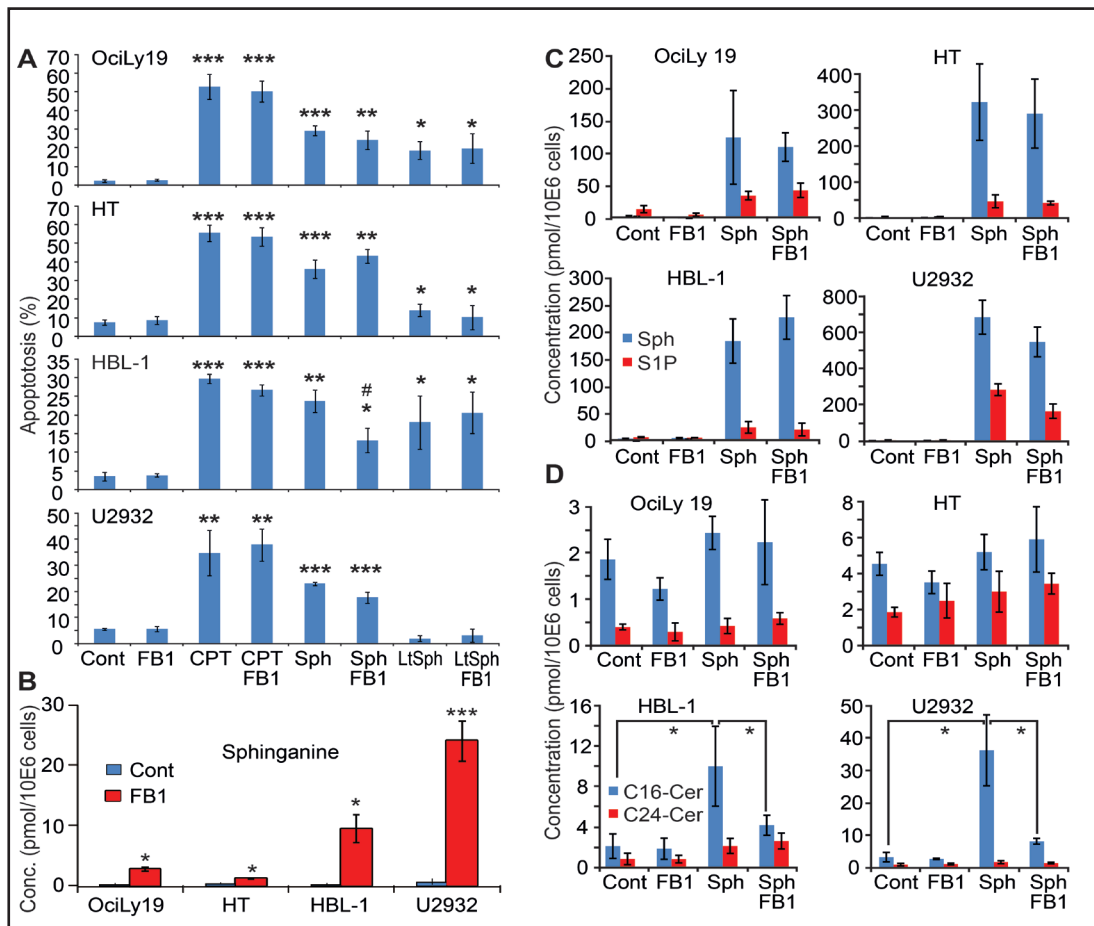 A
OciLy19
70
60
50
40
30
20
10
0
*** *** *** ** * *
HT
70
60
50
40
30
20
10
0
*** *** *** ** * *
HBL-1
35
30
25
20
15
10
5
0
*** *** ** # * * *
U2932
50
40
30
20
10
0
** ** *** ***
Apoptotosis (%)
Cont FB1 CPT CPT FB1 Sph Sph FB1 LtSph LtSph FB1
B
Sphinganine
Conc. (pmol/10E6 cells)
30
20
10
0
Cont
FB1
* * * ***
OciLy19 HT HBL-1 U2932
C
Concentration (pmol/10E6 cells)
OciLy 19
250
200
150
100
50
0
Cont FB1 Sph Sph FB1
HT
400
300
200
100
0
Cont FB1 Sph Sph FB1
HBL-1
300
250
200
150
100
50
0
Sph
S1P
Cont FB1 Sph Sph FB1
U2932
800
600
400
200
0
Cont FB1 Sph Sph FB1
D
Concentration (pmol/10E6 cells)
OciLy 19
3
2
1
0
Cont FB1 Sph Sph FB1
HT
8
6
4
2
0
Cont FB1 Sph Sph FB1
HBL-1
16
12
8
4
0
* *
C16-Cer
C24-Cer
Cont FB1 Sph Sph FB1
U2932
50
40
30
20
10
0
* *
Cont FB1 Sph Sph FB1